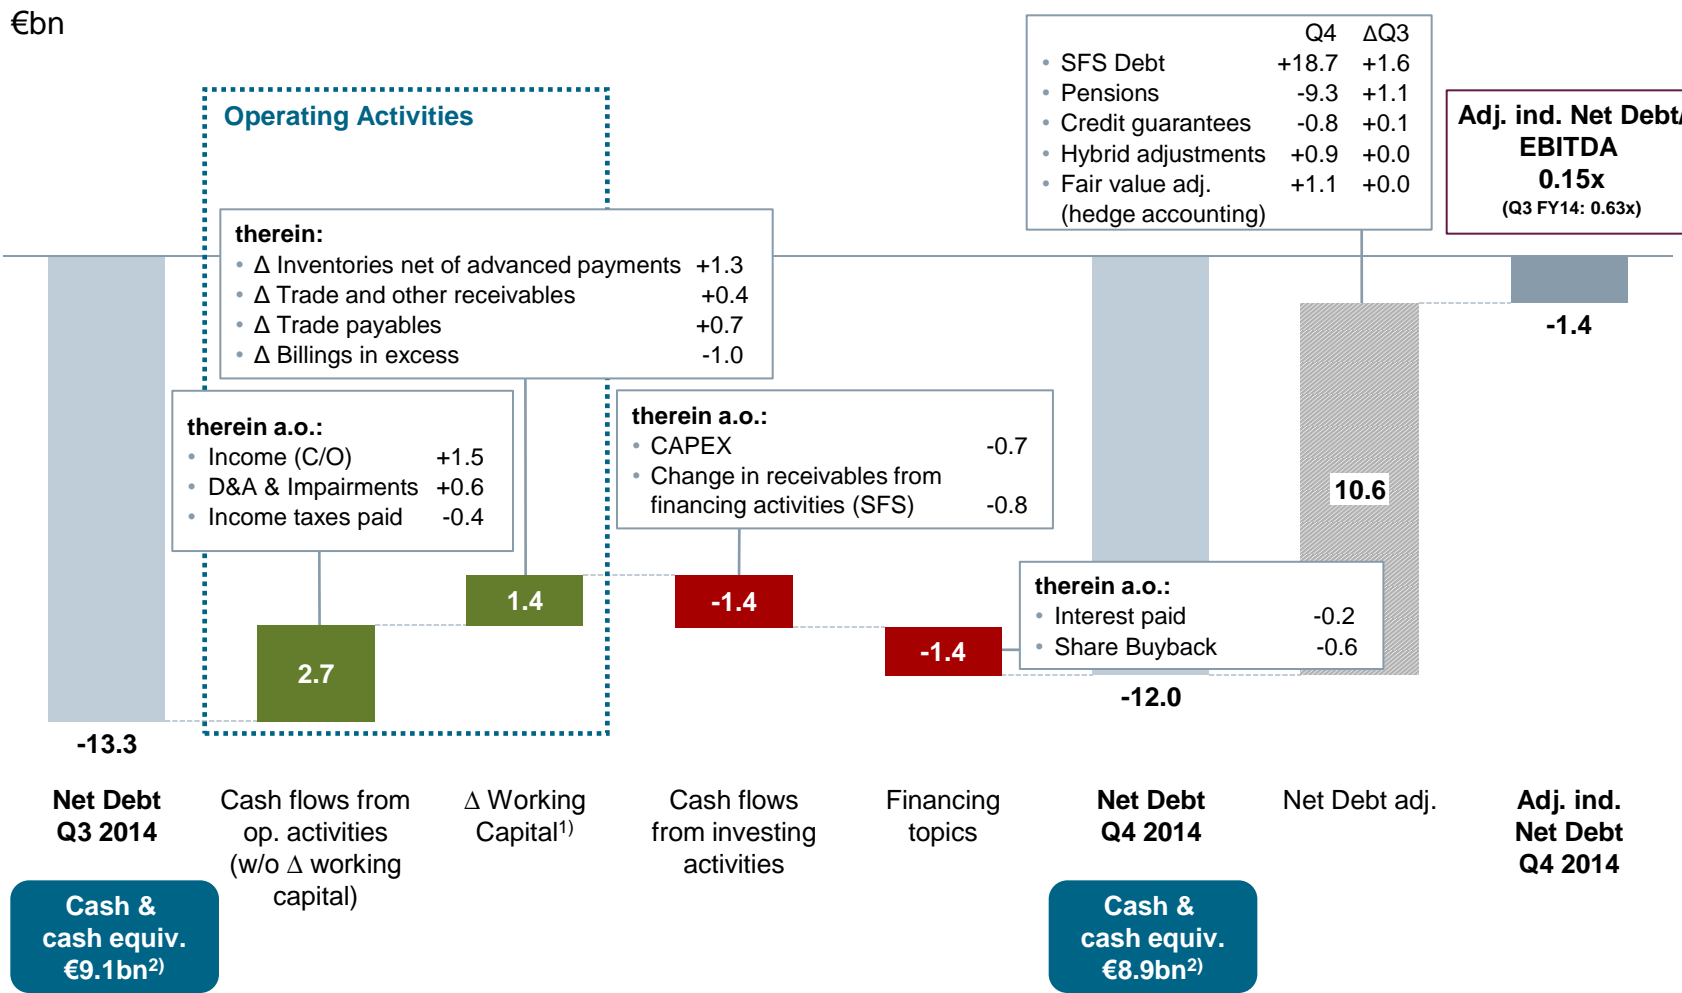 €bn
Operating Activities
therein:
• Δ Inventories net of advanced payments +1.3
• Δ Trade and other receivables +0.4
• Δ Trade payables +0.7
• Δ Billings in excess -1.0
therein a.o.:
• Income (C/O) +1.5
• D&A & Impairments +0.6
• Income taxes paid -0.4
therein a.o.:
• CAPEX -0.7
• Change in receivables from
financing activities (SFS) -0.8
therein a.o.:
• Interest paid -0.2
• Share Buyback -0.6
Q4 ΔQ3
• SFS Debt +18.7 +1.6
• Pensions -9.3 +1.1
• Credit guarantees -0.8 +0.1
• Hybrid adjustments +0.9 +0.0
• Fair value adj. +1.1 +0.0
(hedge accounting)
Adj. ind. Net Debt/
EBITDA
0.15x
(Q3 FY14: 0.63x)
-13.3
2.7
1.4
-1.4
-1.4
-12.0
10.6
-1.4
Net Debt
Q3 2014
Cash flows from
op. activities
(w/o Δ working
capital)
Δ Working
Capital1)
Cash flows
from investing
activities
Financing
topics
Net Debt
Q4 2014
Net Debt adj.
Adj. ind.
Net Debt
Q4 2014
Cash &
cash equiv.
€9.1bn2)
Cash &
cash equiv.
€8.9bn2)